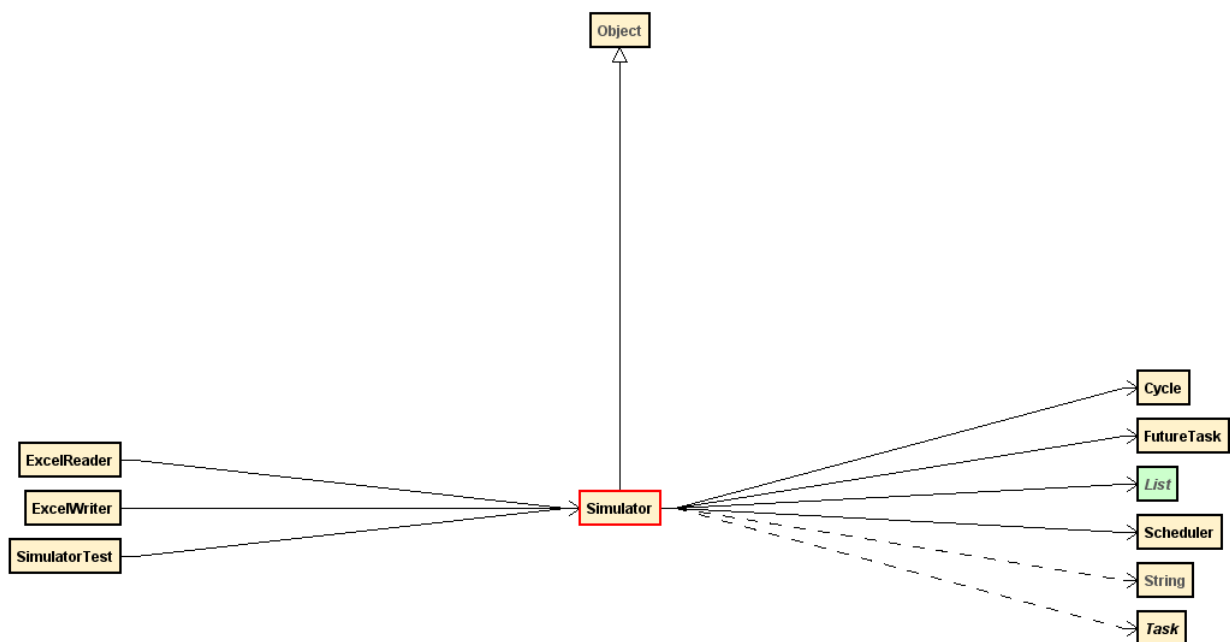 Object
Cycle
FutureTask
ExcelReader
List
ExcelWriter
Simulator
Scheduler
SimulatorTest
String
Task